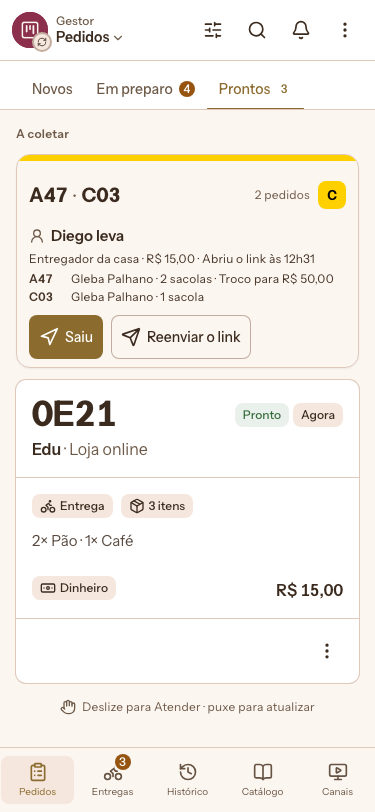 Gestor
Pedidos
Novos
Em preparo 4
Prontos 3
A coletar
A47 · C03
2 pedidos C
Diego leva
Entregador da casa · R$ 15,00 · Abriu o link às 12h31
A47 Gleba Palhano · 2 sacolas · Troco para R$ 50,00
C03 Gleba Palhano · 1 sacola
Saiu
Reenviar o link
0E21
Pronto
Agora
Edu · Loja online
Entrega
3 itens
2× Pão · 1× Café
Dinheiro
R$ 15,00
Deslize para Atender · puxe para atualizar
3
Pedidos
Entregas
Histórico
Catálogo
Canais